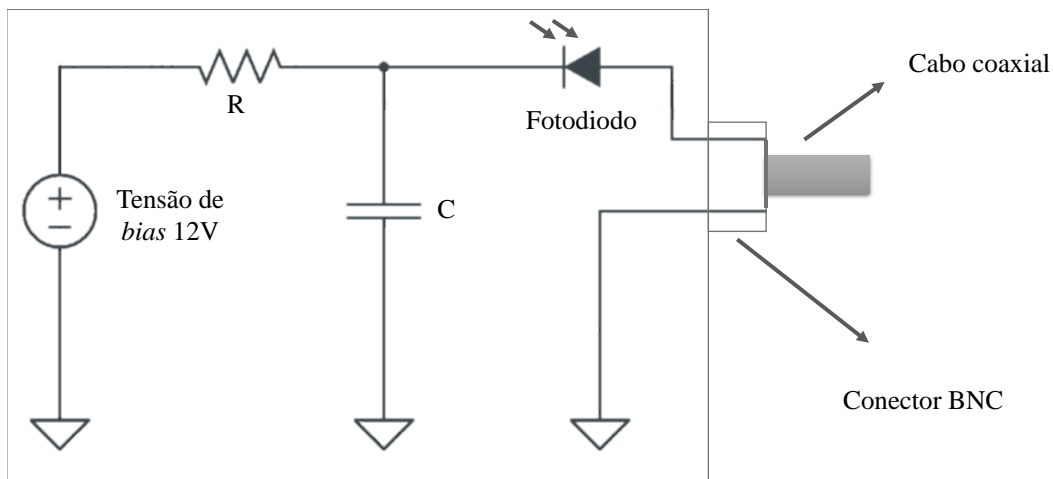 Cabo coaxial
R
Fotodiodo
Tensão de
bias 12V
C
Conector BNC